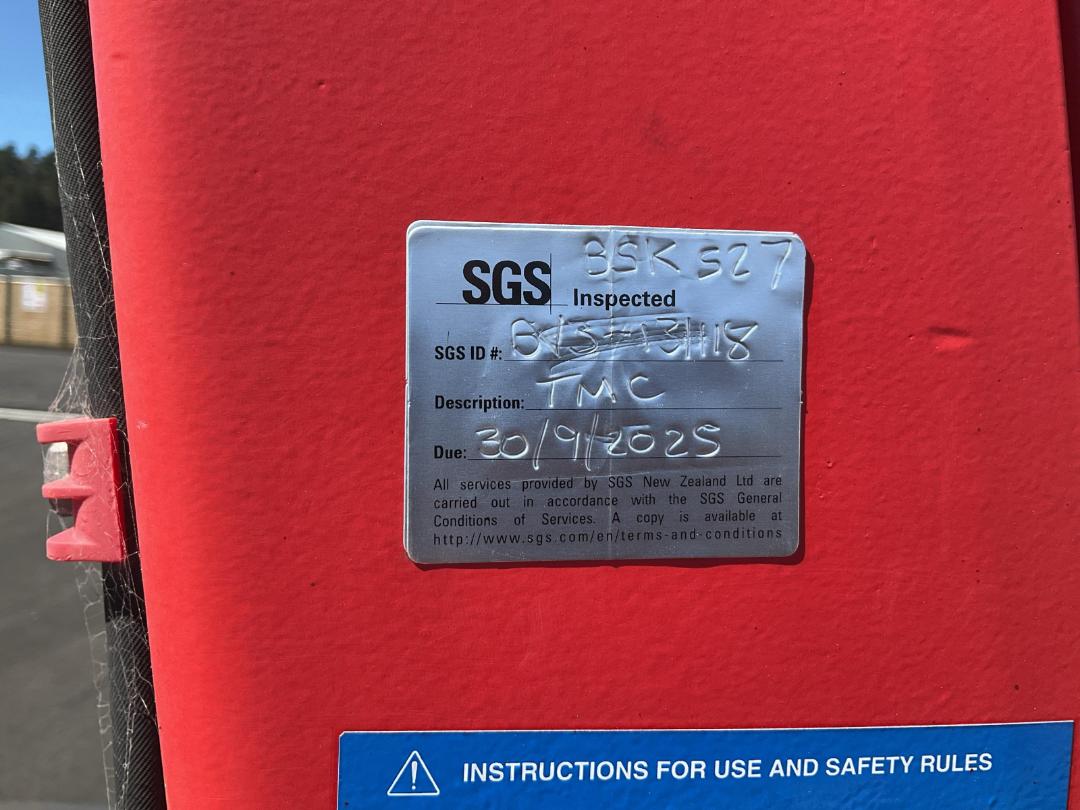 BSK 527
SGS Inspected
SGS ID #:
Description: TMC
Due: 30/9/2025
All services provided by SGS New Zealand Ltd are
carried out in accordance with the SGS General
Conditions of Services. A copy is available at
http://www.sgs.com/en/terms-and-conditions
INSTRUCTIONS FOR USE AND SAFETY RULES